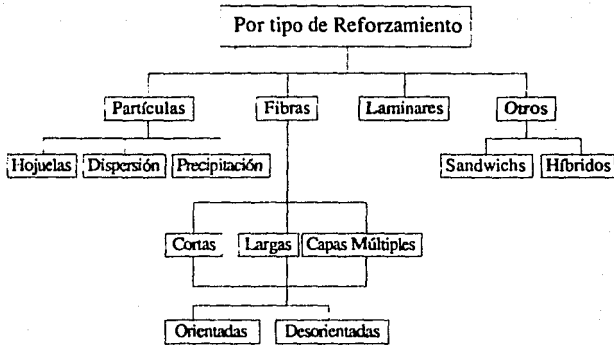 Por tipo de Reforzamiento
Partículas Fibras Laminares Otros
Hojuelas Dispersión Precipitación Sandwichs Híbridos
Cortas Largas Capas Múltiples
Orientadas Desorientadas